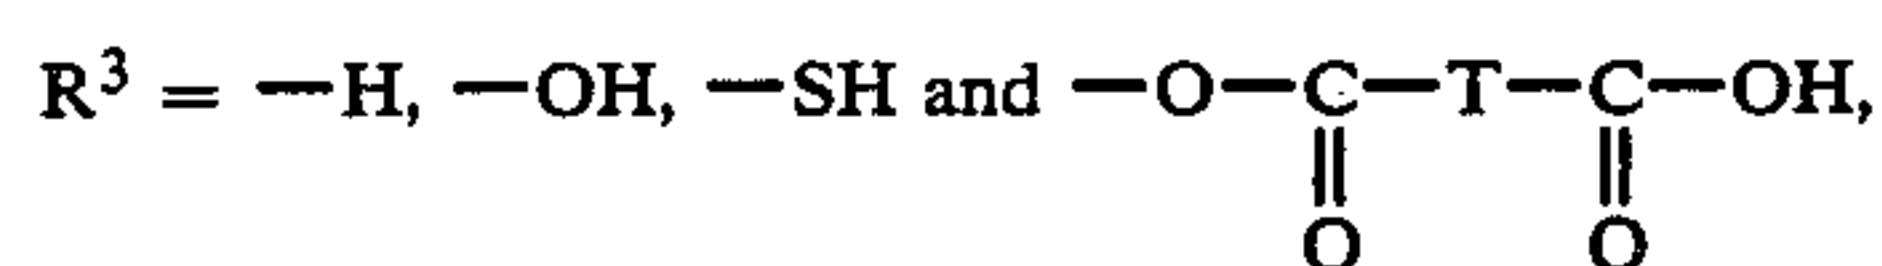 R³ = —H, —OH, —SH and —O—C—T—C—OH,
‖ ‖
O O